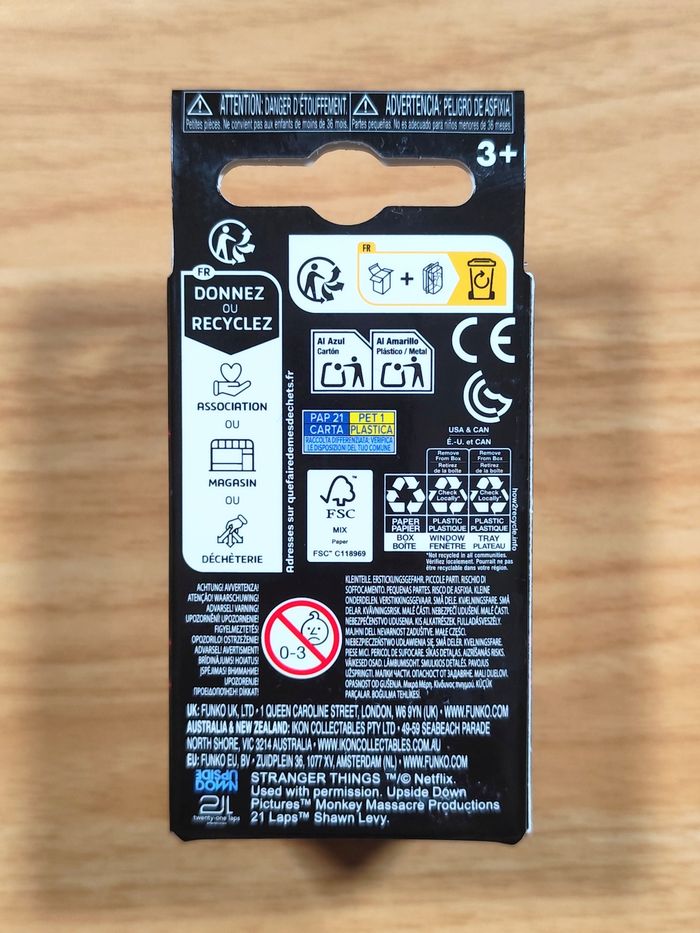 ATTENTION: DANGER D'ÉTOUFFEMENT.
Petites pièces. Ne convient pas aux enfants de moins de 36 mois.
ADVERTENCIA: PELIGRO DE ASFIXIA.
Partes pequeñas. No es adecuado para niños menores de 36 meses
3+
FR
DONNEZ
OU
RECYCLEZ
ASSOCIATION
OU
MAGASIN
OU
DÉCHÈTERIE
Adresses sur quefairedemesdechets.fr
FR
+
CE
Al Azul
Cartón
Al Amarillo
Plástico / Metal
PAP 21
CARTA
PET 1
PLASTICA
RACCOLTA DIFFERENZIATA. VERIFICA
LE DISPOSIZIONI DEL TUO COMUNE
FSC
MIX
Paper
FSC™ C118969
USA & CAN
É.-U. et CAN
Remove
From Box
Retirez
de la boîte
Remove
From Box
Retirez
de la boîte
Check
Locally*
Check
Locally*
PAPER
PAPIER
BOX
BOÎTE
PLASTIC
PLASTIQUE
WINDOW
FENÊTRE
PLASTIC
PLASTIQUE
TRAY
PLATEAU
*Not recycled in all communities.
Vérifiez localement. Pourrait ne pas
être recyclable dans votre région.
how2recycle.info
ACHTUNG! AVVERTENZA!
ATENÇÃO! WAARSCHUWING!
ADVARSEL! VARNING!
UPOZORNĚNÍ! UPOZORNENIE!
FIGYELMEZTETÉS!
OPOZORILO! OSTRZEŻENIE!
ADVARSEL! AVERTISMENT!
BRĪDINĀJUMS! HOIATUS!
ĮSPĖJIMAS! ВНИМАНИЕ!
UPOZORENJE!
ΠΡΟΕΙΔΟΠΟΙΗΣΗ! DİKKAT!
0-3
KLEINTEILE, ERSTICKUNGSGEFAHR. PICCOLE PARTI. RISCHIO DI
SOFFOCAMENTO. PEQUENAS PARTES. RISCO DE ASFIXIA. KLEINE
ONDERDELEN. VERSTIKKINGSGEVAAR. SMÅ DELE. KVÆLNINGSFARE. SMÅ
DELAR. KVÄVNINGSRISK. MALÉ ČÁSTI. NEBEZPEČÍ UDUŠENÍ. MALÉ ČASTI.
NEBEZPEČENSTVO UDUSENIA. KIS ALKATRÉSZEK. FULLADÁSVESZÉLY.
MAJHNI DELI. NEVARNOST ZADUŠITVE. MAŁE CZĘŚCI.
NIEBEZPIECZEŃSTWO UDŁAWIENIA SIĘ. SMÅ DELER. KVELNINGSFARE.
PIESE MICI. PERICOL DE SUFOCARE. SĪKAS DETAĻAS. AIZRĪŠANĀS RISKS.
VÄIKESED OSAD. LÄMBUMISOHT. SMULKIOS DETALĖS. PAVOJUS
UŽSPRINGTI. МАЛКИ ЧАСТИ. ОПАСНОСТ ОТ ЗАДАВЯНЕ. MALI DIJELOVI.
OPASNOST OD GUŠENJA. Μικρά Μέρη. Κίνδυνος πνιγμού. KÜÇÜK
PARÇALAR. BOĞULMA TEHLİKESİ.
UK: FUNKO UK, LTD • 1 QUEEN CAROLINE STREET, LONDON, W6 9YN (UK) • WWW.FUNKO.COM
AUSTRALIA & NEW ZEALAND: IKON COLLECTABLES PTY LTD • 49-59 SEABEACH PARADE
NORTH SHORE, VIC 3214 AUSTRALIA • WWW.IKONCOLLECTABLES.COM.AU
EU: FUNKO EU, BV • ZUIDPLEIN 36, 1077 XV, AMSTERDAM (NL) • WWW.FUNKO.COM
UPSIDE
DOWN
21L
twenty-one laps
STRANGER THINGS ™/© Netflix.
Used with permission. Upside Down
Pictures™ Monkey Massacre Productions
21 Laps™ Shawn Levy.